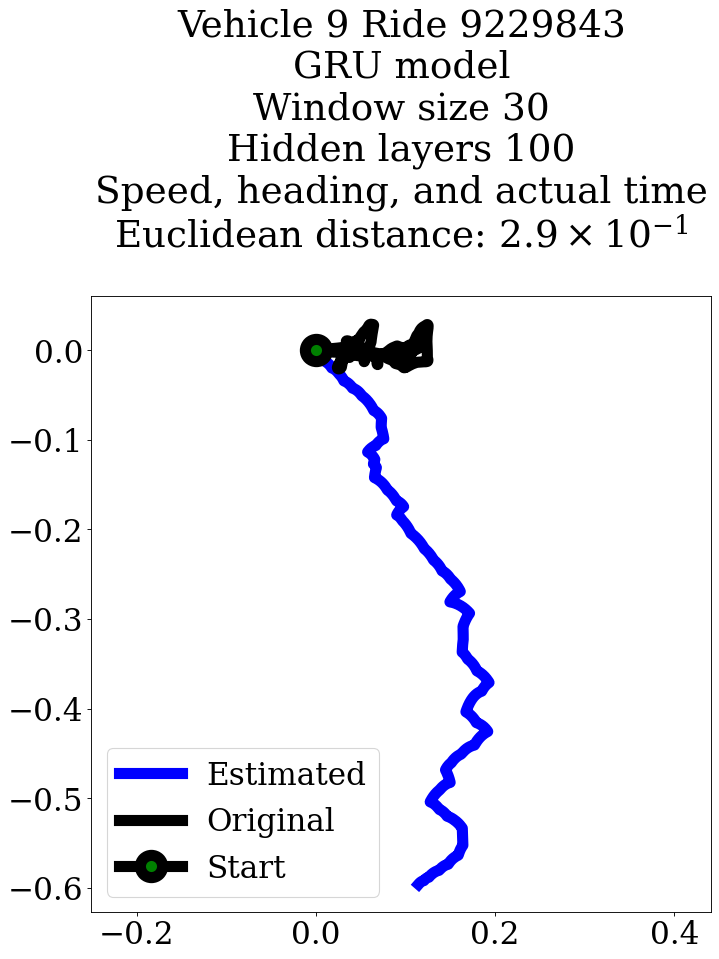 Vehicle 9 Ride 9229843
GRU model
Window size 30
Hidden layers 100
Speed, heading, and actual time
Euclidean distance: 2.9 × 10⁻¹
0.0
−0.1
−0.2
−0.3
−0.4
−0.5
−0.6
Estimated
Original
Start
−0.2 0.0 0.2 0.4